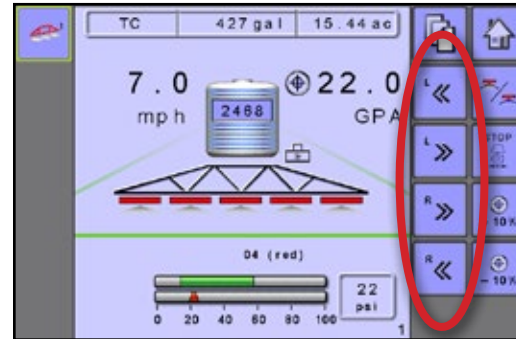 TC 427 gal 15.44 ac
7.0 22.0
mph 2468 GPA
L
L
STOP
R
10%
R
- 10%
04 (red)
22
psi
0 20 40 60 80 100
1